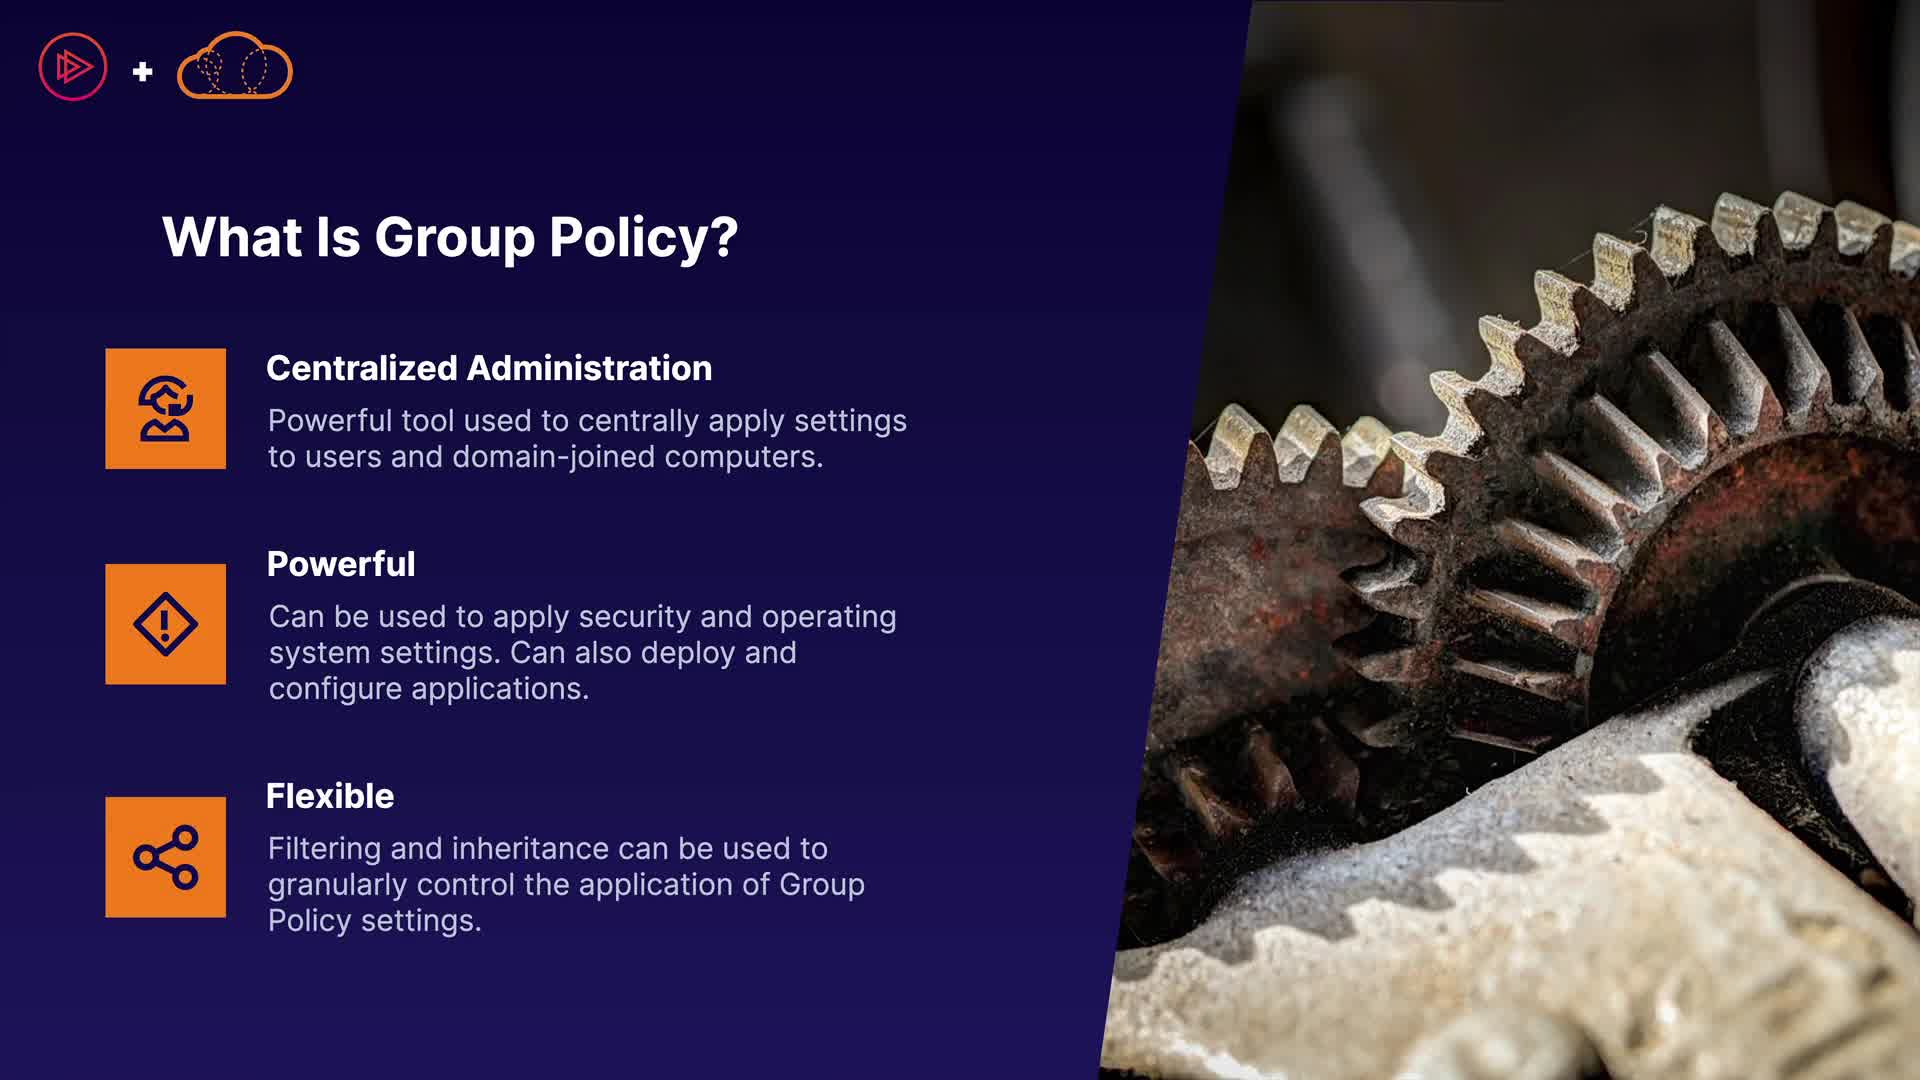 What Is Group Policy?
Centralized Administration
Powerful tool used to centrally apply settings
to users and domain-joined computers.
Powerful
Can be used to apply security and operating
system settings. Can also deploy and
configure applications.
Flexible
Filtering and inheritance can be used to
granularly control the application of Group
Policy settings.